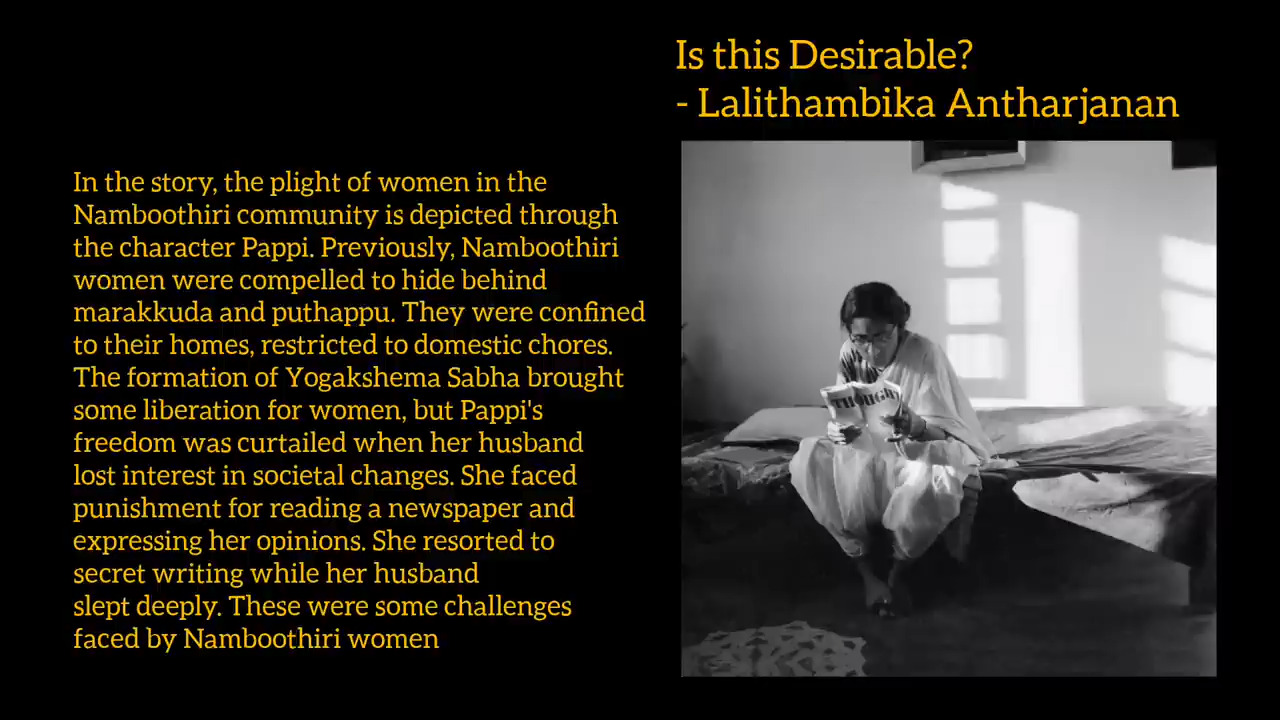 Is this Desirable?
- Lalithambika Antharjanan
In the story, the plight of women in the
Namboothiri community is depicted through
the character Pappi. Previously, Namboothiri
women were compelled to hide behind
marakkuda and puthappu. They were confined
to their homes, restricted to domestic chores.
The formation of Yogakshema Sabha brought
some liberation for women, but Pappi's
freedom was curtailed when her husband
lost interest in societal changes. She faced
punishment for reading a newspaper and
expressing her opinions. She resorted to
secret writing while her husband
slept deeply. These were some challenges
faced by Namboothiri women
THOUGHT